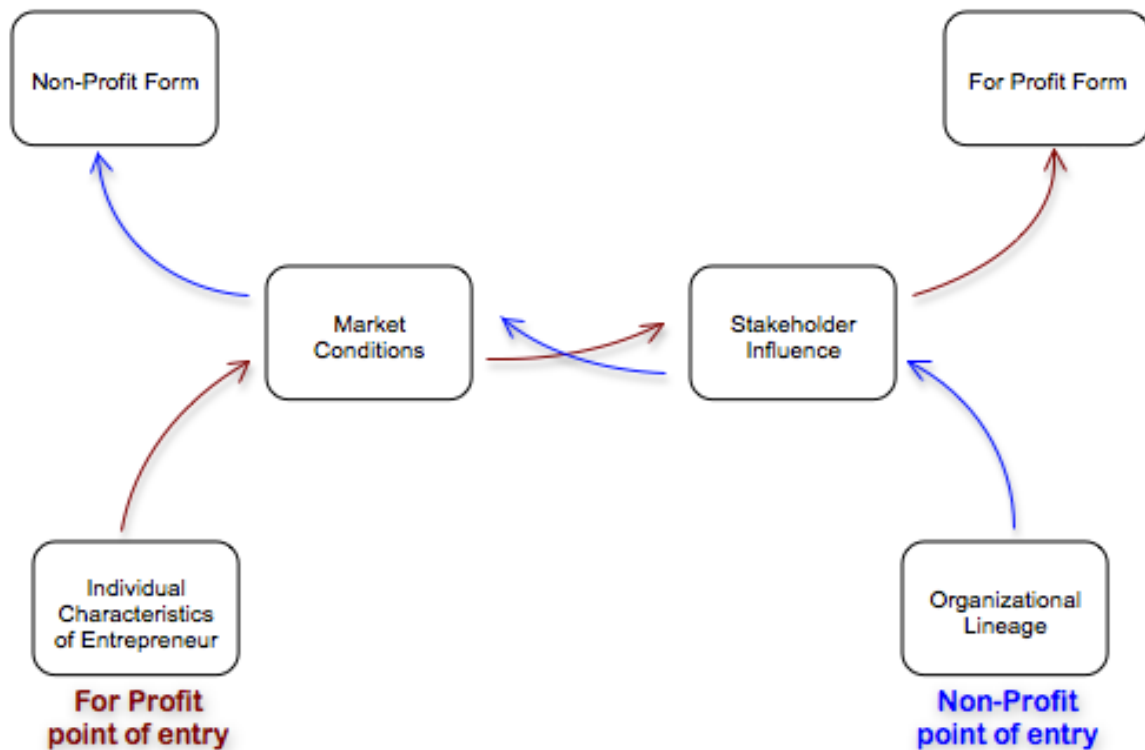 Non-Profit Form
For Profit Form
Market
Conditions
Stakeholder
Influence
Individual
Characteristics
of Entrepreneur
Organizational
Lineage
For Profit
point of entry
Non-Profit
point of entry